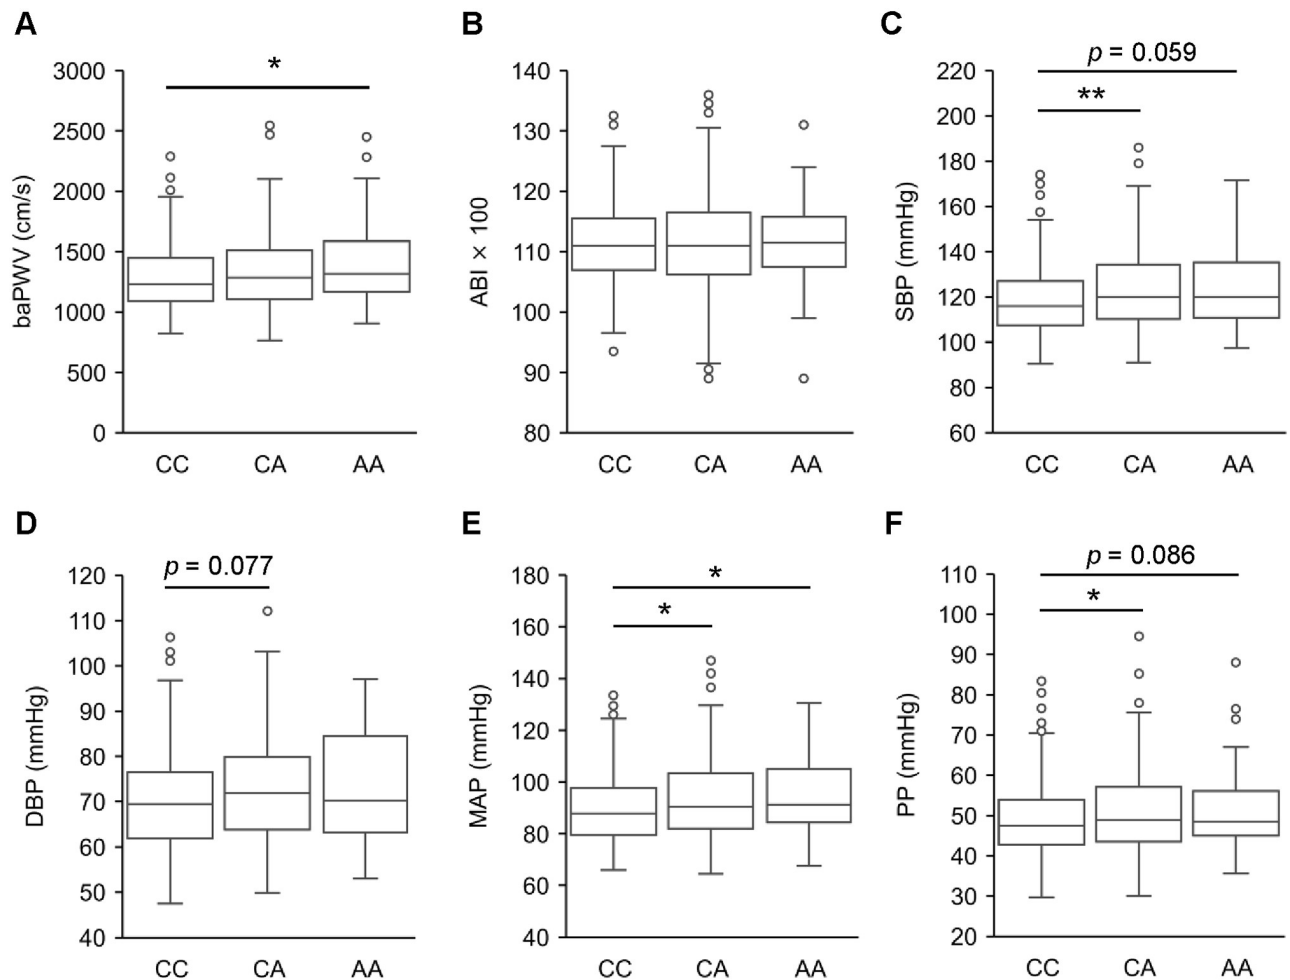 A
B
C
*
p = 0.059
**
3000
2500
2000
1500
1000
500
0
baPWV (cm/s)
CC CA AA
140
130
120
110
100
90
80
ABI × 100
CC CA AA
220
200
180
160
140
120
100
80
60
SBP (mmHg)
CC CA AA
D
E
F
p = 0.077
120
110
100
90
80
70
60
50
40
DBP (mmHg)
CC CA AA
*
*
180
160
140
120
100
80
60
40
MAP (mmHg)
CC CA AA
p = 0.086
*
110
100
90
80
70
60
50
40
30
20
PP (mmHg)
CC CA AA